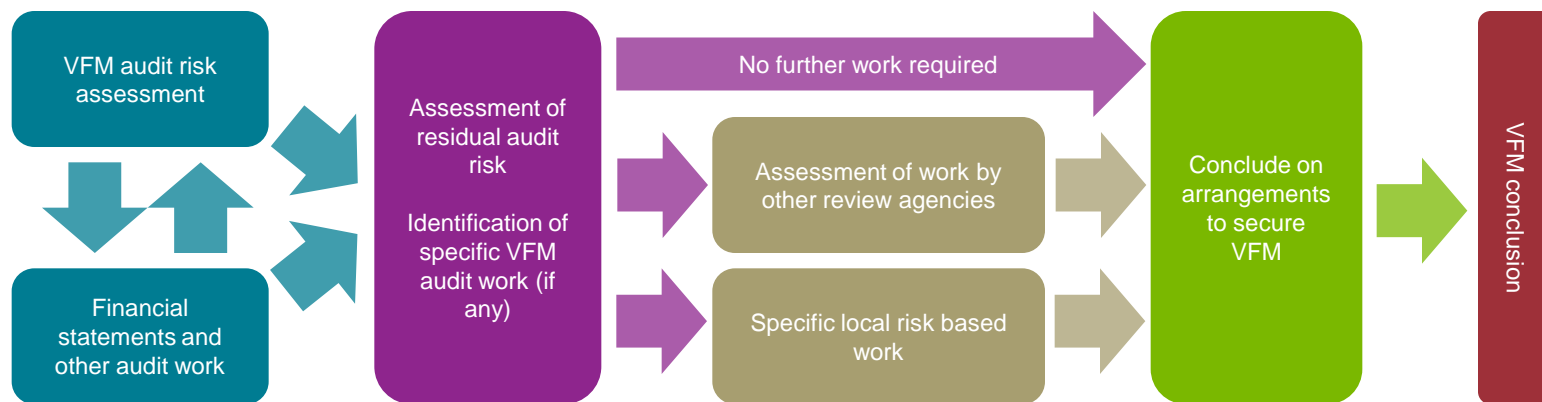 VFM audit risk
assessment
Financial
statements and
other audit work
Assessment of
residual audit
risk
Identification of
specific VFM
audit work (if
any)
No further work required
Assessment of work by
other review agencies
Specific local risk based
work
Conclude on
arrangements
to secure
VFM
VFM conclusion